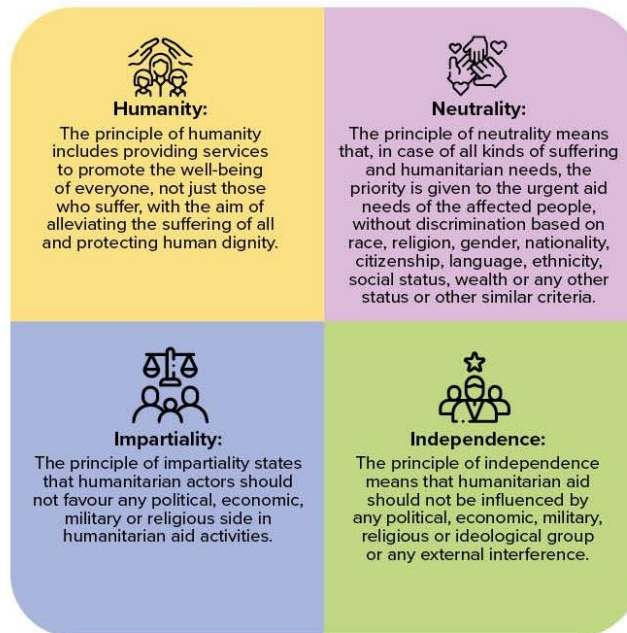 Humanity:
The principle of humanity
includes providing services
to promote the well-being
of everyone, not just those
who suffer, with the aim of
alleviating the suffering of all
and protecting human dignity.
Neutrality:
The principle of neutrality means
that, in case of all kinds of suffering
and humanitarian needs, the
priority is given to the urgent aid
needs of the affected people,
without discrimination based on
race, religion, gender, nationality,
citizenship, language, ethnicity,
social status, wealth or any other
status or other similar criteria.
Impartiality:
The principle of impartiality states
that humanitarian actors should
not favour any political, economic,
military or religious side in
humanitarian aid activities.
Independence:
The principle of independence
means that humanitarian aid
should not be influenced by
any political, economic, military,
religious or ideological group
or any external interference.